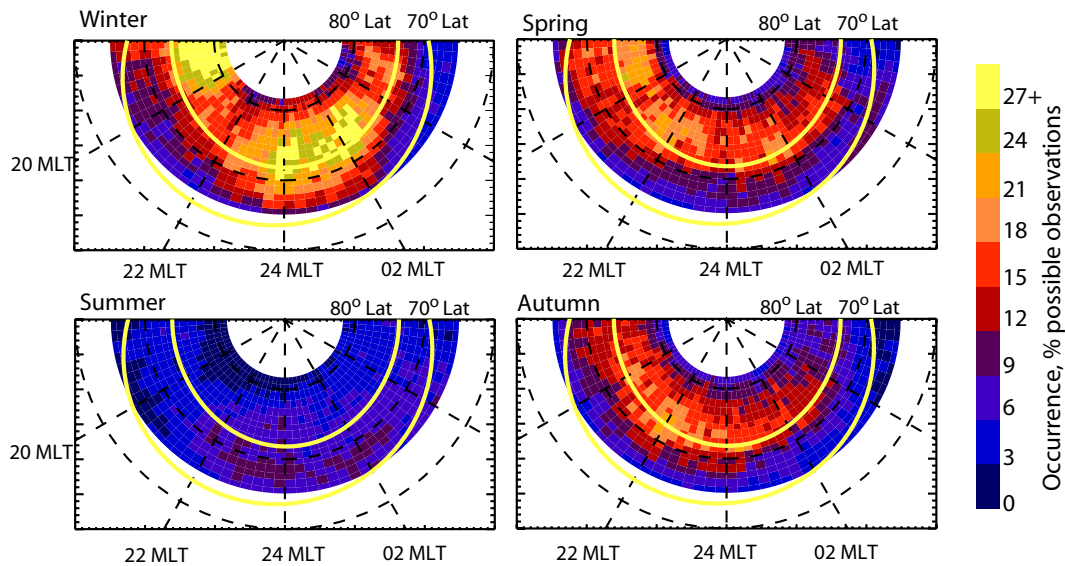 Winter
80° Lat 70° Lat
20 MLT
22 MLT 24 MLT 02 MLT
Spring
80° Lat 70° Lat
22 MLT 24 MLT 02 MLT
Summer
80° Lat 70° Lat
20 MLT
22 MLT 24 MLT 02 MLT
Autumn
80° Lat 70° Lat
22 MLT 24 MLT 02 MLT
27+
24
21
18
15
12
9
6
3
0
Occurrence, % possible observations